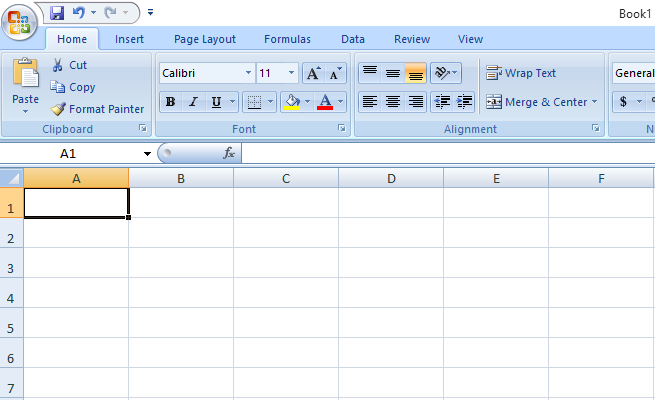 Book1
Home Insert Page Layout Formulas Data Review View
Paste
Cut
Copy
Format Painter
Clipboard
Calibri 11
B I U A
Font
Wrap Text
Merge & Center
Alignment
General
$ %
N
A1 fx
A B C D E F
1
2
3
4
5
6
7